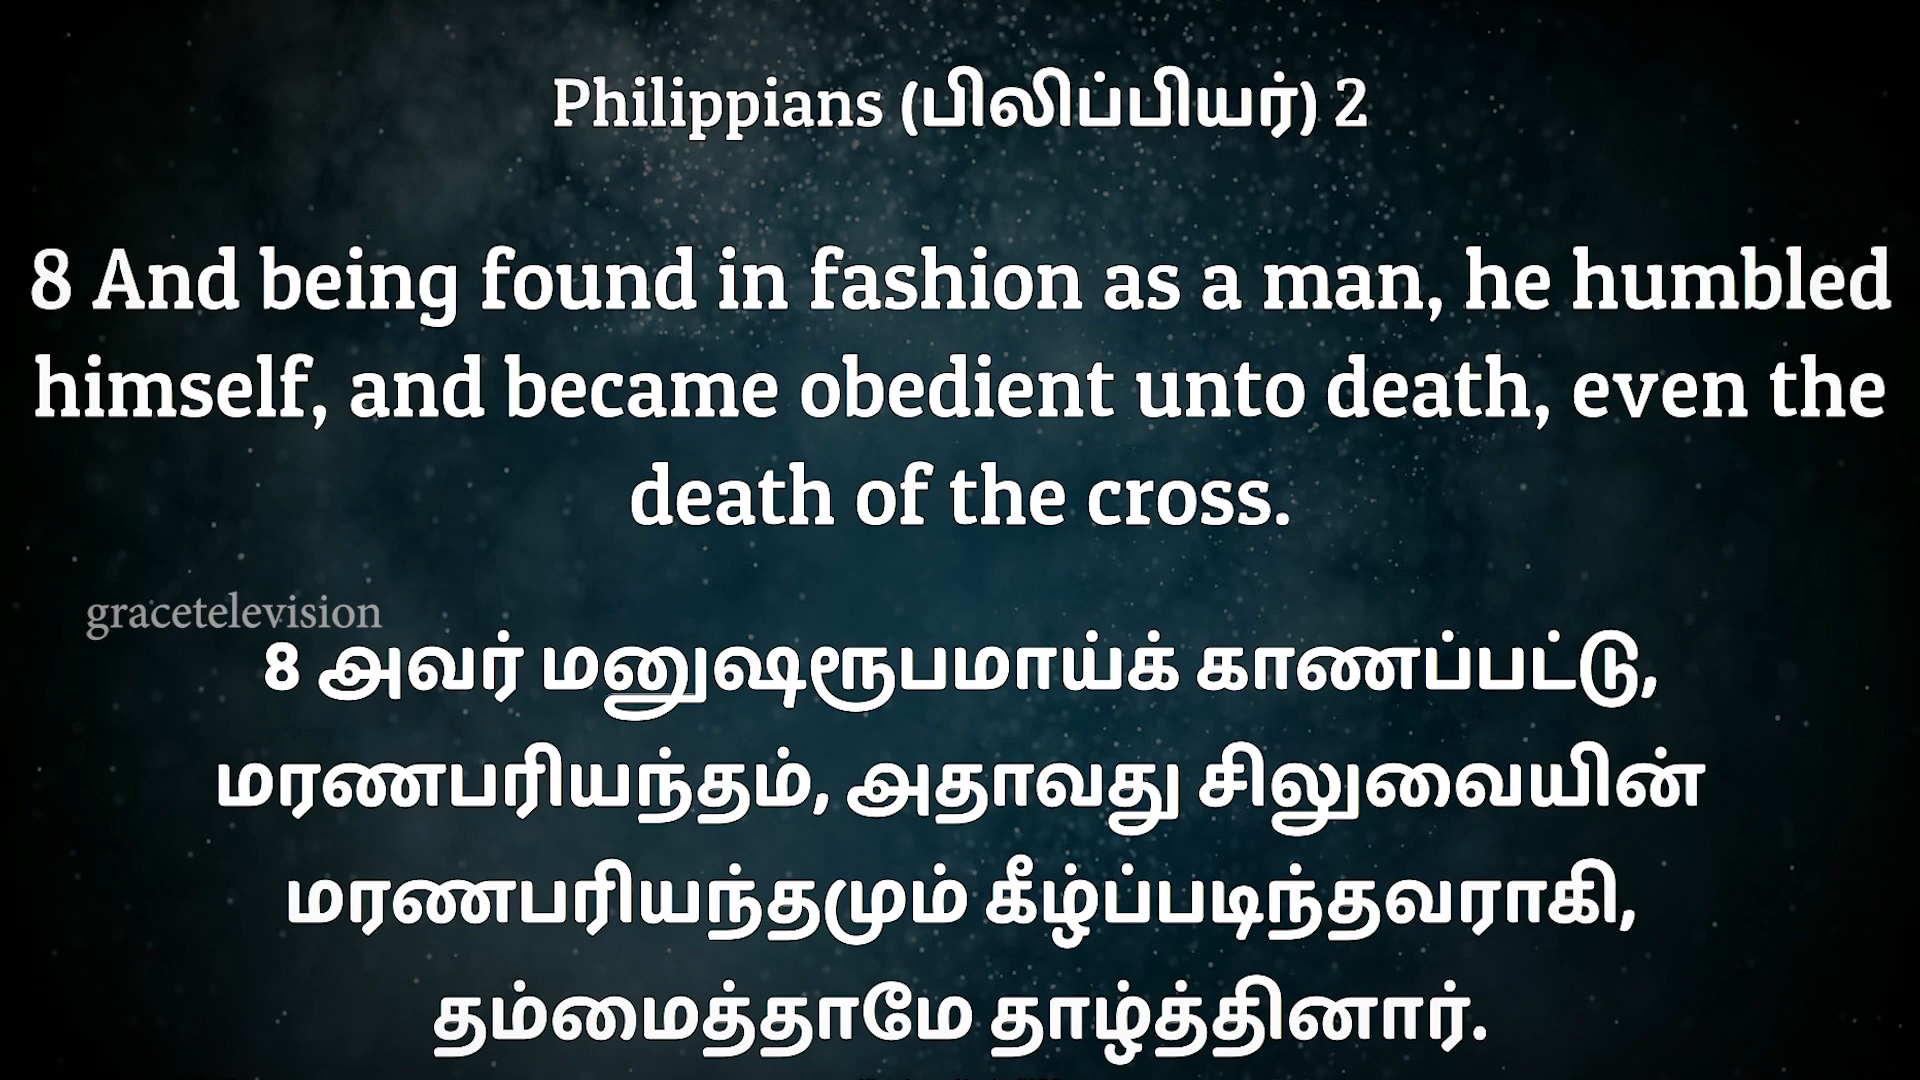 Philippians (பிலிப்பியர்) 2
8 And being found in fashion as a man, he humbled
himself, and became obedient unto death, even the
death of the cross.
gracetelevision
8 அவர் மனுஷரூபமாய்க் காணப்பட்டு,
மரணபரியந்தம், அதாவது சிலுவையின்
மரணபரியந்தமும் கீழ்ப்படிந்தவராகி,
தம்மைத்தாமே தாழ்த்தினார்.